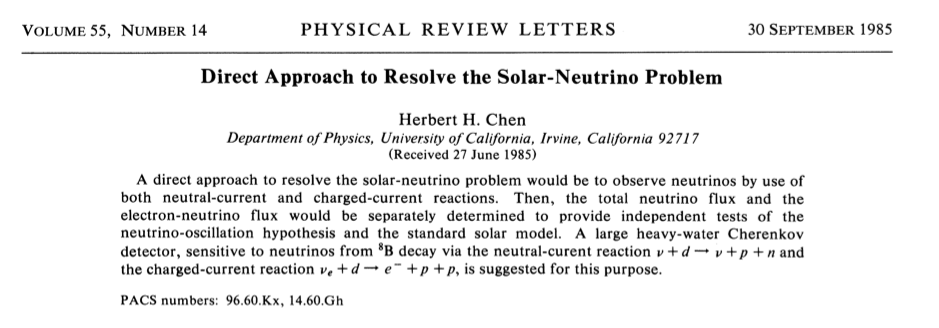 VOLUME 55, NUMBER 14 PHYSICAL REVIEW LETTERS 30 SEPTEMBER 1985
Direct Approach to Resolve the Solar-Neutrino Problem
Herbert H. Chen
Department of Physics, University of California, Irvine, California 92717
(Received 27 June 1985)
A direct approach to resolve the solar-neutrino problem would be to observe neutrinos by use of
both neutral-current and charged-current reactions. Then, the total neutrino flux and the
electron-neutrino flux would be separately determined to provide independent tests of the
neutrino-oscillation hypothesis and the standard solar model. A large heavy-water Cherenkov
detector, sensitive to neutrinos from ⁸B decay via the neutral-curent reaction ν + d → ν + p + n and
the charged-current reaction νₑ + d → e⁻ + p + p, is suggested for this purpose.
PACS numbers: 96.60.Kx, 14.60.Gh